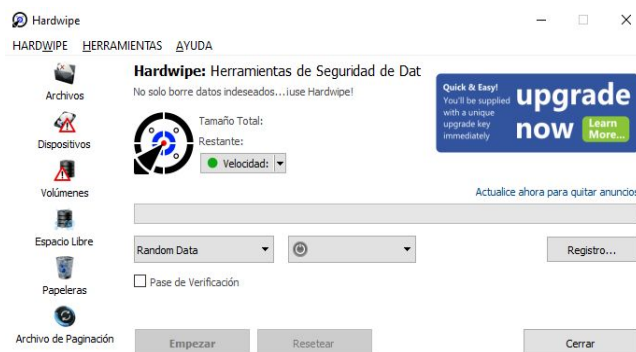 Hardwipe
HARDWIPE HERRAMIENTAS AYUDA
Archivos
Dispositivos
Volúmenes
Espacio Libre
Papeleras
Archivo de Paginación
Hardwipe: Herramientas de Seguridad de Dat
No solo borre datos indeseados...¡use Hardwipe!
Tamaño Total:
Restante:
Velocidad:
Quick & Easy!
You'll be supplied
with a unique
upgrade key
immediately
upgrade
now
Learn
More...
Actualice ahora para quitar anuncios
Random Data
Registro...
Pase de Verificación
Empezar
Resetear
Cerrar